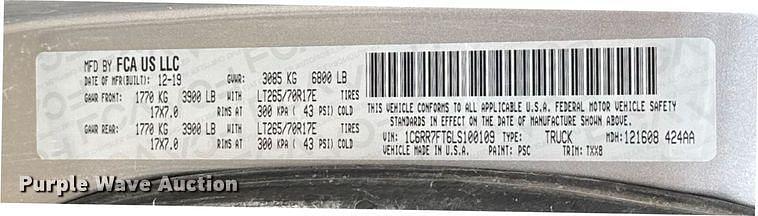 MFD BY FCA US LLC
DATE OF MFR(BUILT): 12-19 GVWR: 3085 KG 6800 LB
GAWR FRONT: 1770 KG 3900 LB WITH LT265/70R17E TIRES
17X7.0 RIMS AT 300 KPA ( 43 PSI) COLD
GAWR REAR: 1770 KG 3900 LB WITH LT265/70R17E TIRES
17X7.0 RIMS AT 300 KPA ( 43 PSI) COLD
THIS VEHICLE CONFORMS TO ALL APPLICABLE U.S.A. FEDERAL MOTOR VEHICLE SAFETY
STANDARDS IN EFFECT ON THE DATE OF MANUFACTURE SHOWN ABOVE.
VIN: 1C6RR7FT6LS100109 TYPE: TRUCK MDH: 121608 424AA
MADE IN U.S.A. PAINT: PSC TRIM: TXX8
Purple Wave Auction